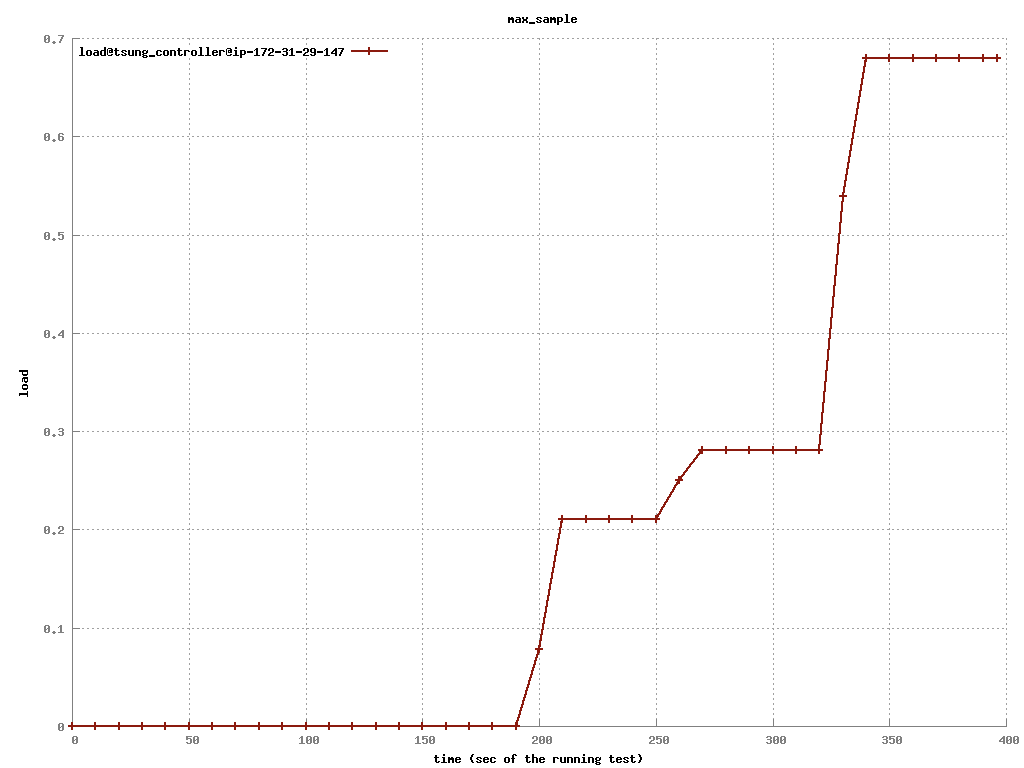 max_sample
load@tsung_controller@ip-172-31-29-147
0.7
0.6
0.5
0.4
0.3
0.2
0.1
0
load
0 50 100 150 200 250 300 350 400
time (sec of the running test)